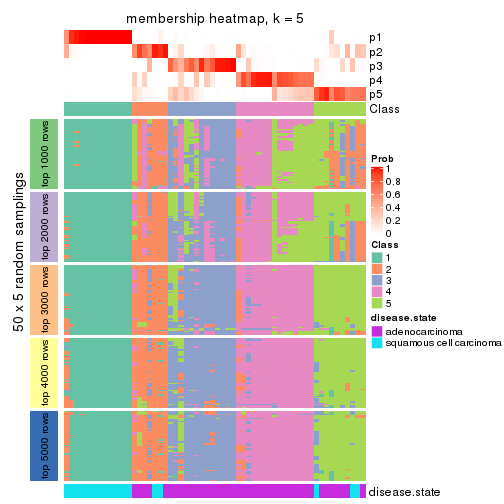 membership heatmap, k = 5
p1
p2
p3
p4
p5
Class
50 x 5 random samplings
top 1000 rows
top 2000 rows
top 3000 rows
top 4000 rows
top 5000 rows
disease.state
Prob
1
0.8
0.6
0.4
0.2
0
Class
1
2
3
4
5
disease.state
adenocarcinoma
squamous cell carcinoma